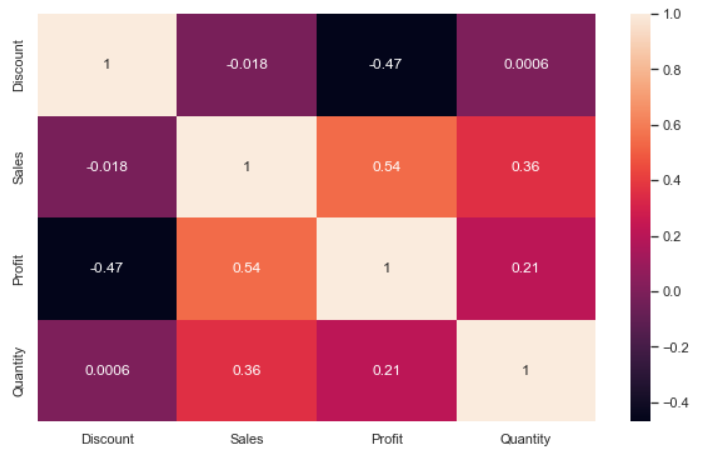 1.0
Discount 1 -0.018 -0.47 0.0006
0.8
Sales -0.018 1 0.54 0.36
0.6
0.4
Profit -0.47 0.54 1 0.21
0.2
0.0
Quantity 0.0006 0.36 0.21 1
-0.2
-0.4
Discount Sales Profit Quantity